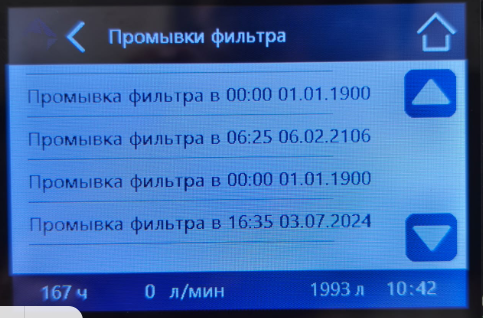 Промывки фильтра
Промывка фильтра в 00:00 01.01.1900
Промывка фильтра в 06:25 06.02.2106
Промывка фильтра в 00:00 01.01.1900
Промывка фильтра в 16:35 03.07.2024
167 ч 0 л/мин 1993 л 10:42